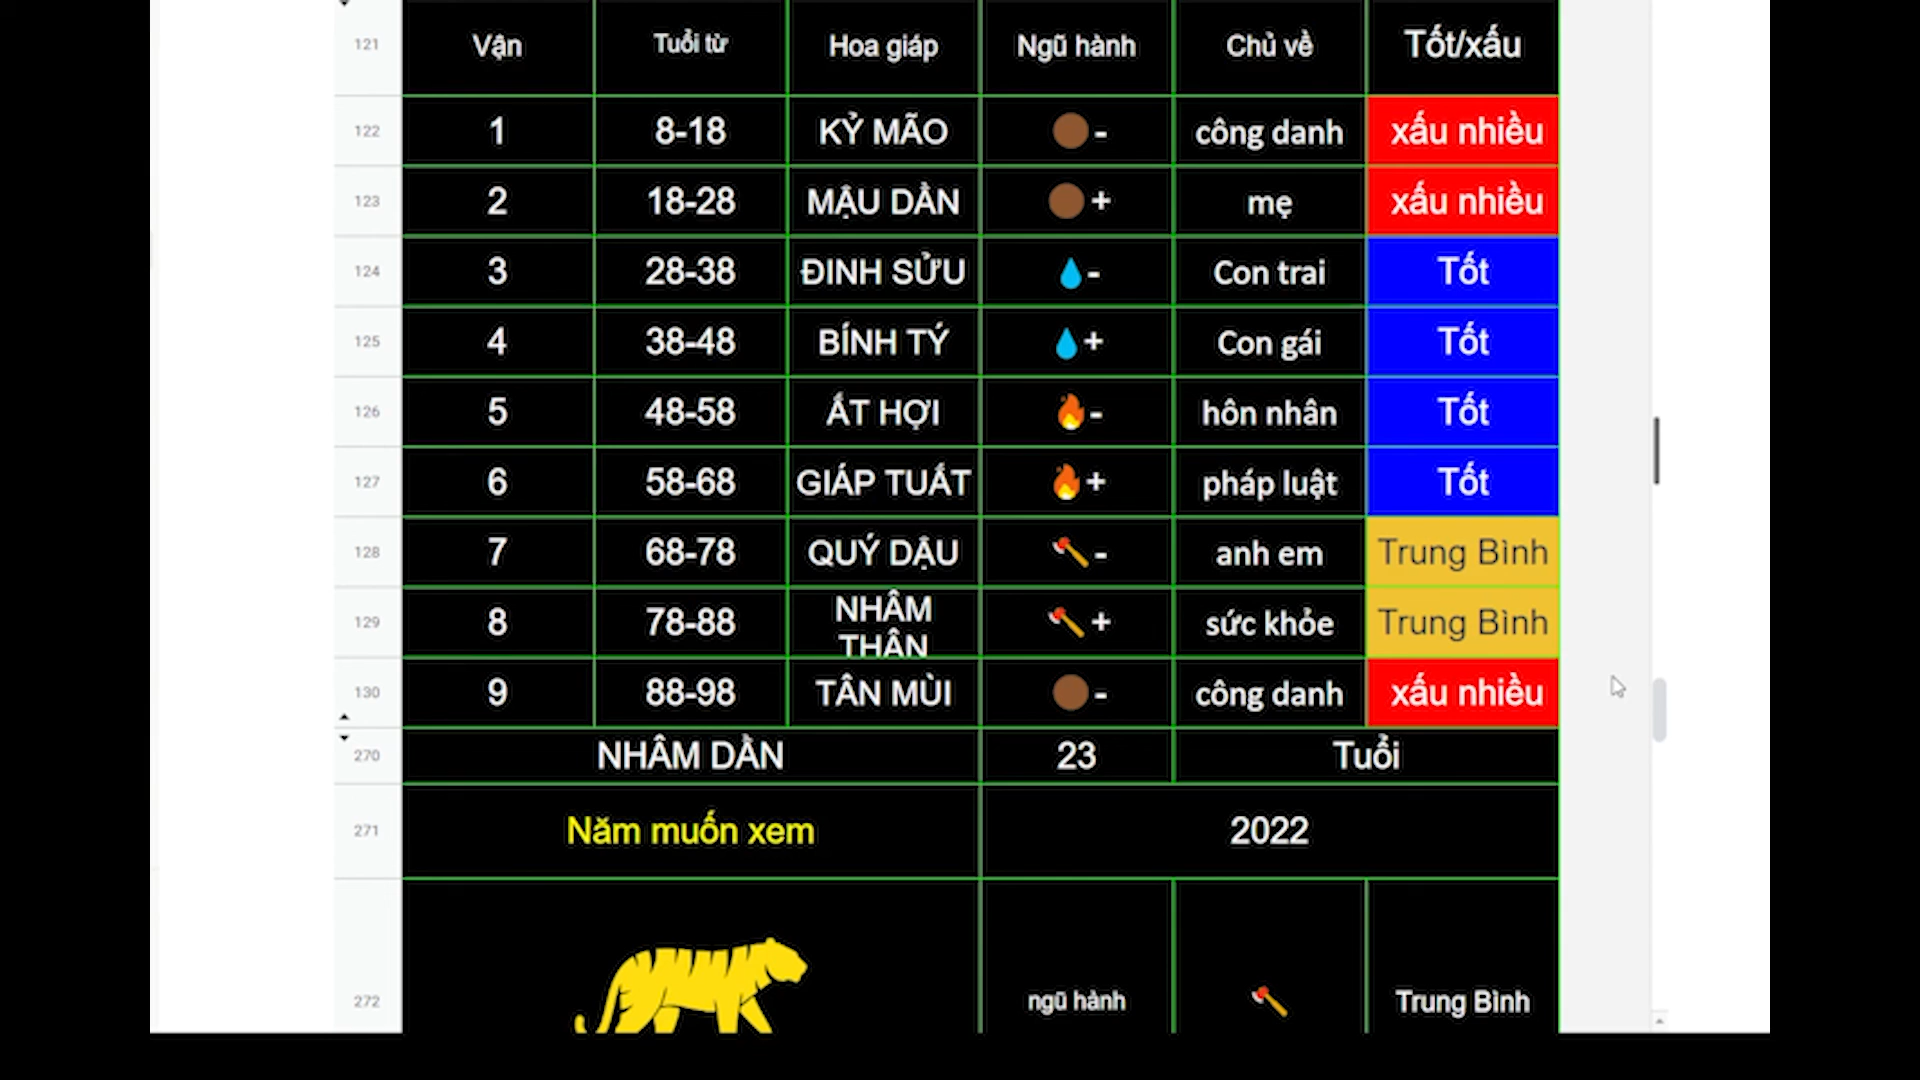 121 Vận Tuổi từ Hoa giáp Ngũ hành Chủ về Tốt/xấu
122 1 8-18 KỶ MÃO - công danh xấu nhiều
123 2 18-28 MẬU DẦN + mẹ xấu nhiều
124 3 28-38 ĐINH SỬU - Con trai Tốt
125 4 38-48 BÍNH TÝ + Con gái Tốt
126 5 48-58 ẤT HỢI - hôn nhân Tốt
127 6 58-68 GIÁP TUẤT + pháp luật Tốt
128 7 68-78 QUÝ DẬU - anh em Trung Bình
129 8 78-88 NHÂM THÂN + sức khỏe Trung Bình
130 9 88-98 TÂN MÙI - công danh xấu nhiều
270 NHÂM DẦN 23 Tuổi
271 Năm muốn xem 2022
272 ngũ hành Trung Bình